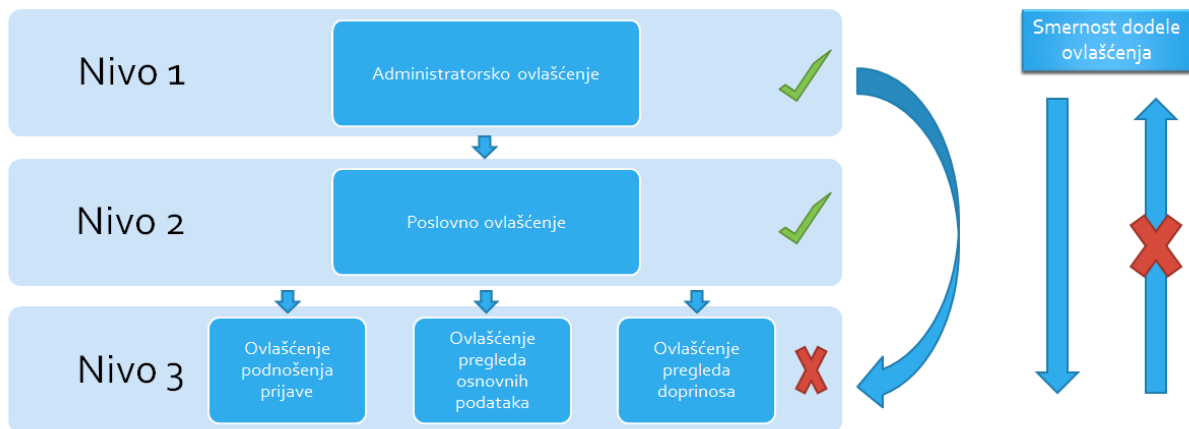 Nivo 1
Administratorsko ovlašćenje
Smernost dodele
ovlašćenja
Nivo 2
Poslovno ovlašćenje
Nivo 3
Ovlašćenje
podnošenja
prijave
Ovlašćenje
pregleda
osnovnih
podataka
Ovlašćenje
pregleda
doprinosa